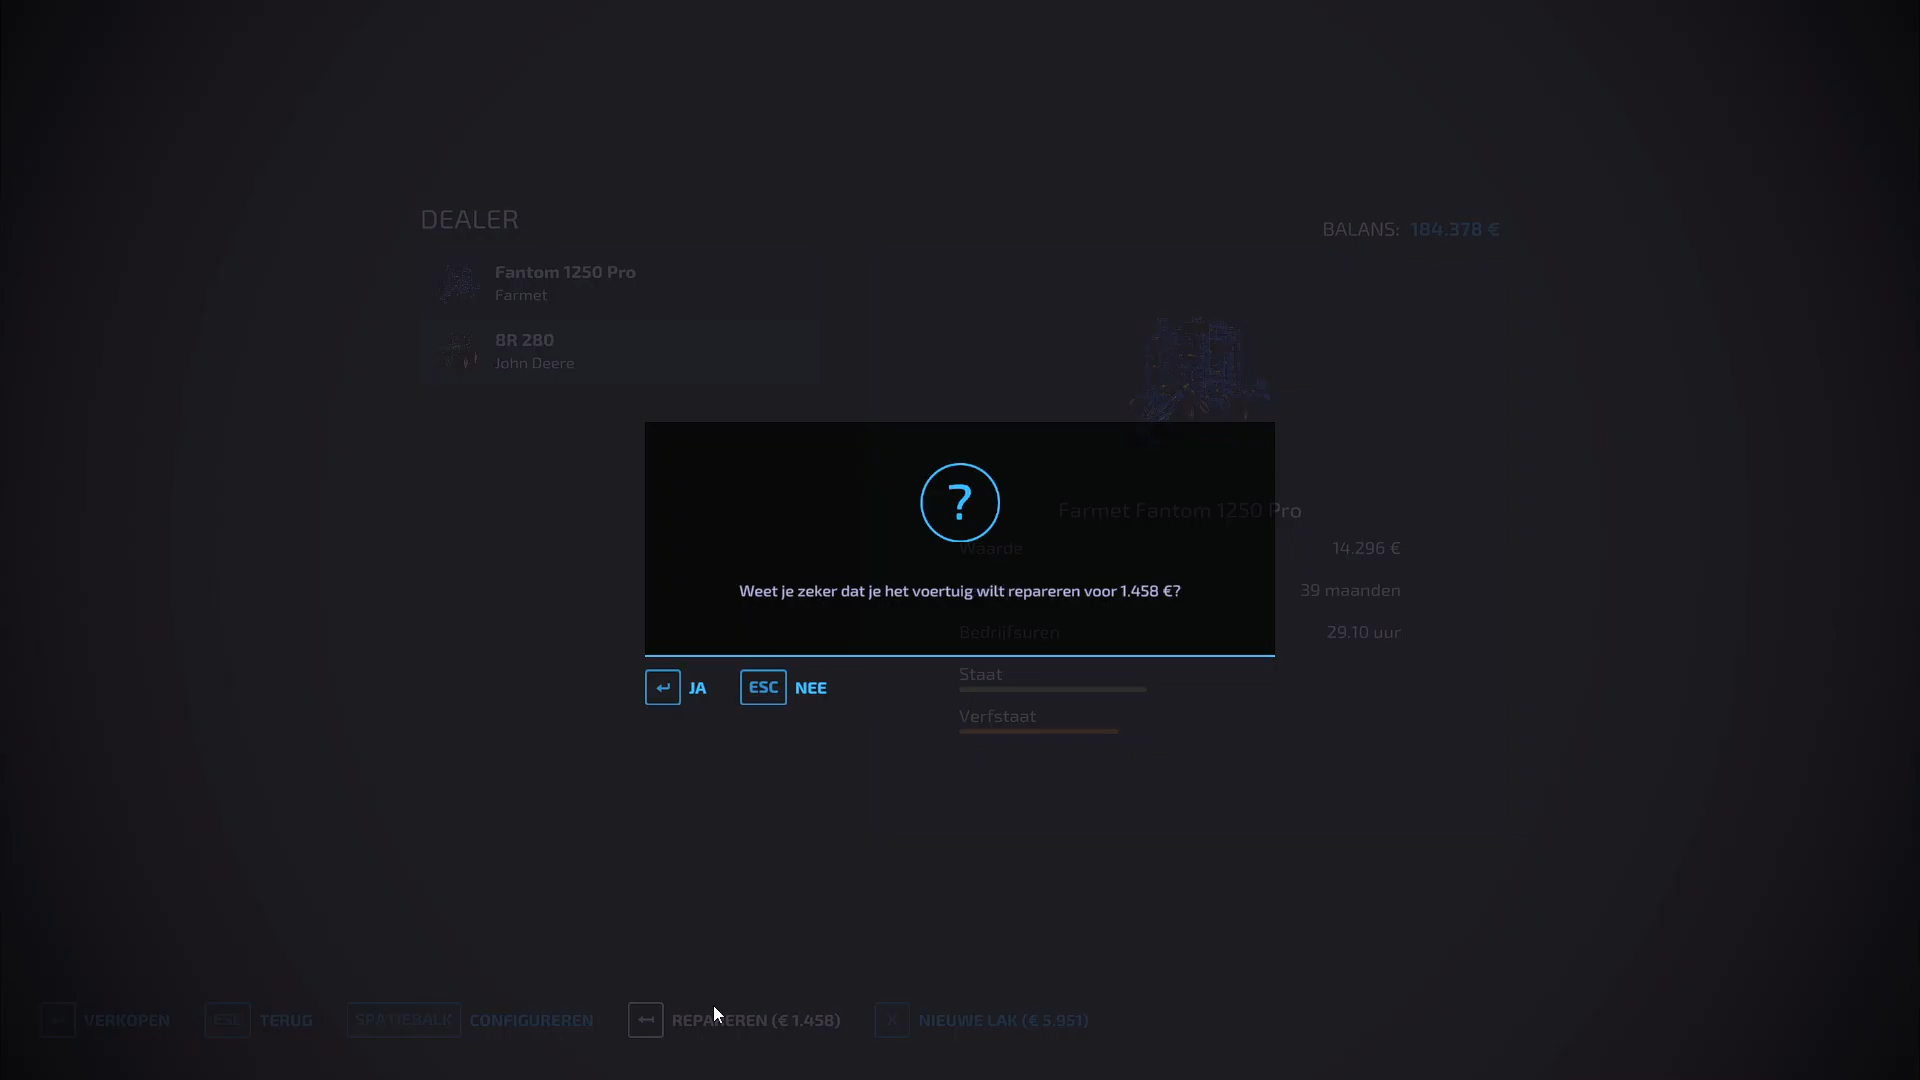 DEALER
BALANS: 184.378 €
Fantom 1250 Pro
Farmet
8R 280
John Deere
?
Farmet Fantom 1250 Pro
Waarde 14.296 €
Weet je zeker dat je het voertuig wilt repareren voor 1.458 €?
39 maanden
Bedrijfsuren 29.10 uur
Staat
Verfstaat
JA ESC NEE
VERKOPEN ESC TERUG SPATIEBALK CONFIGUREREN REPAREREN (€ 1.458) X NIEUWE LAK (€ 5.951)